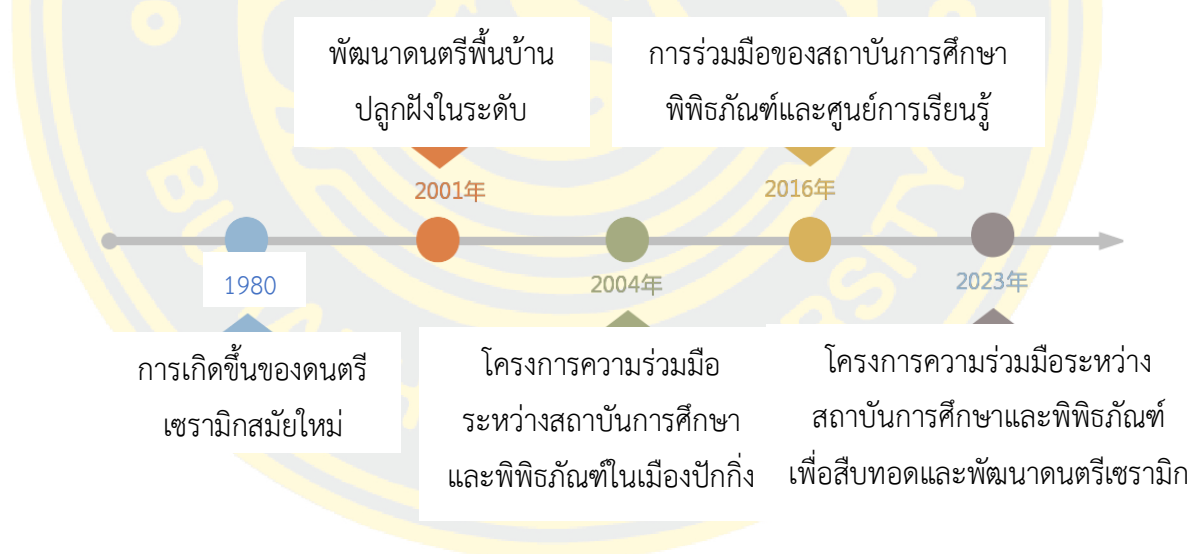 พัฒนาดนตรีพื้นบ้าน
ปลูกฝังในระดับ
การร่วมมือของสถาบันการศึกษา
พิพิธภัณฑ์และศูนย์การเรียนรู้
2001年
2016年
1980
2004年
2023年
การเกิดขึ้นของดนตรี
เซรามิกสมัยใหม่
โครงการความร่วมมือ
ระหว่างสถาบันการศึกษา
และพิพิธภัณฑ์ในเมืองปักกิ่ง
โครงการความร่วมมือระหว่าง
สถาบันการศึกษาและพิพิธภัณฑ์
เพื่อสืบทอดและพัฒนาดนตรีเซรามิก